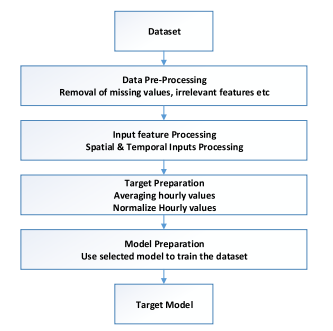 Dataset
Data Pre-Processing
Removal of missing values, irrelevant features etc
Input feature Processing
Spatial & Temporal Inputs Processing
Target Preparation
Averaging hourly values
Normalize Hourly values
Model Preparation
Use selected model to train the dataset
Target Model